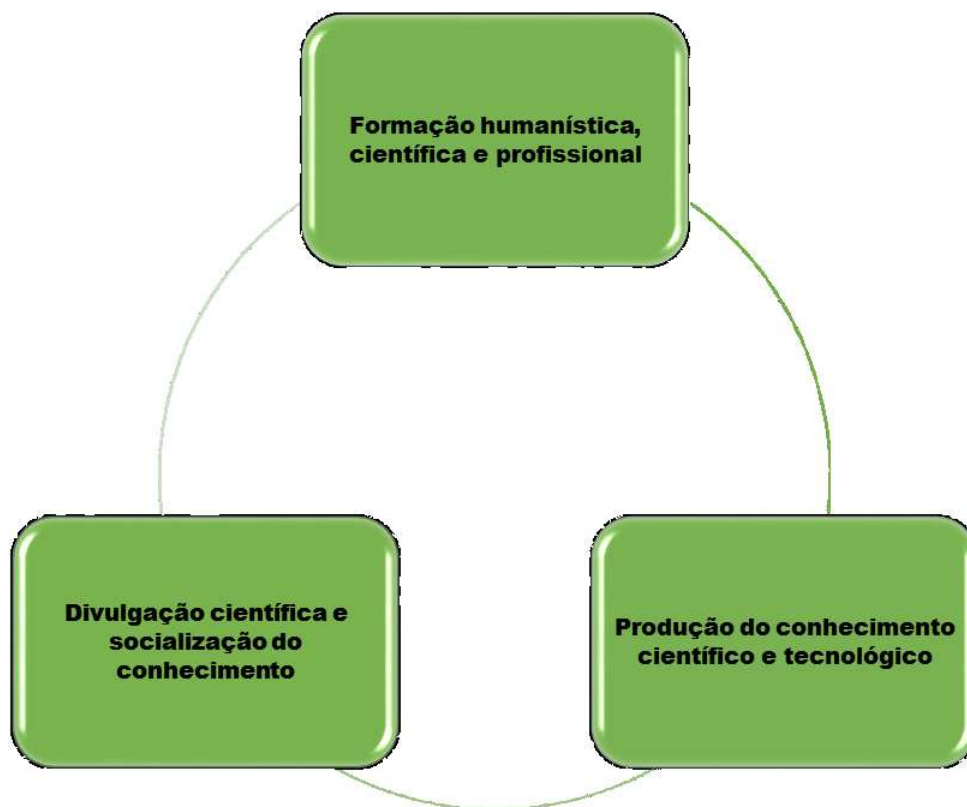 Formação humanística,
científica e profissional
Divulgação científica e
socialização do
conhecimento
Produção do conhecimento
científico e tecnológico